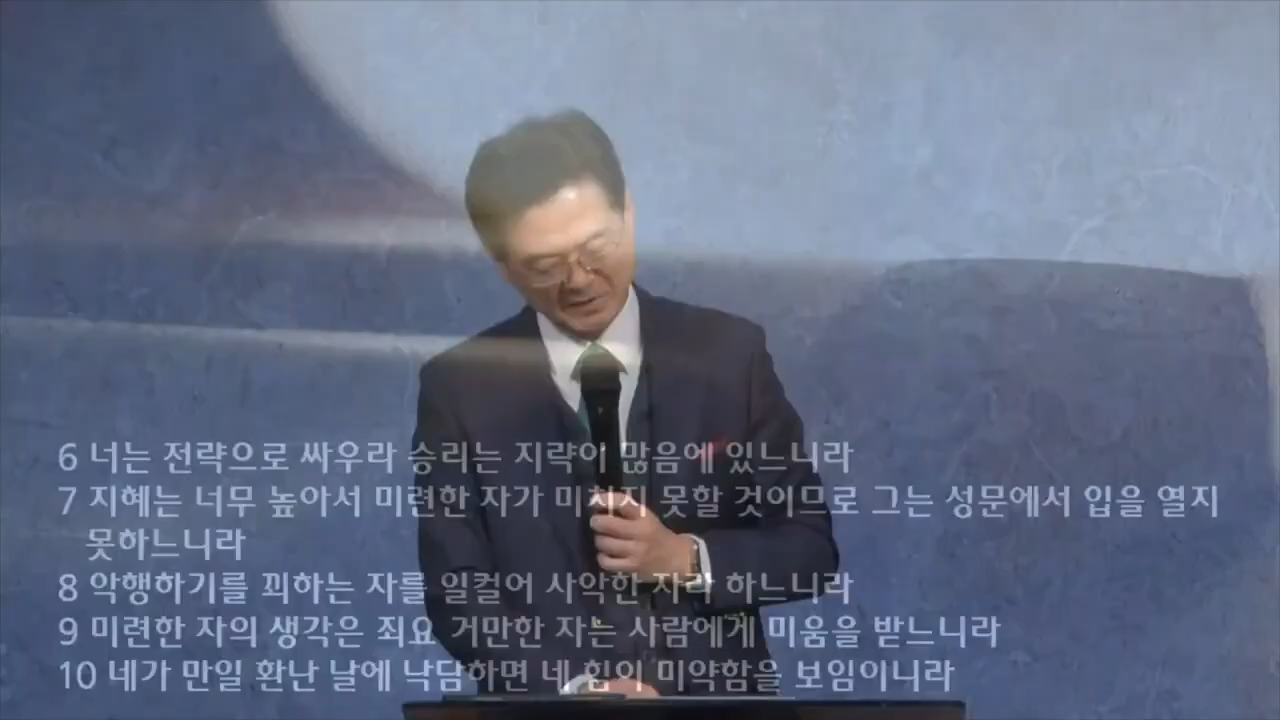 6 너는 전략으로 싸우라 승리는 지략이 많음에 있느니라
7 지혜는 너무 높아서 미련한 자가 미치지 못할 것이므로 그는 성문에서 입을 열지
못하느니라
8 악행하기를 꾀하는 자를 일컬어 사악한 자라 하느니라
9 미련한 자의 생각은 죄요 거만한 자는 사람에게 미움을 받느니라
10 네가 만일 환난 날에 낙담하면 네 힘이 미약함을 보임이니라